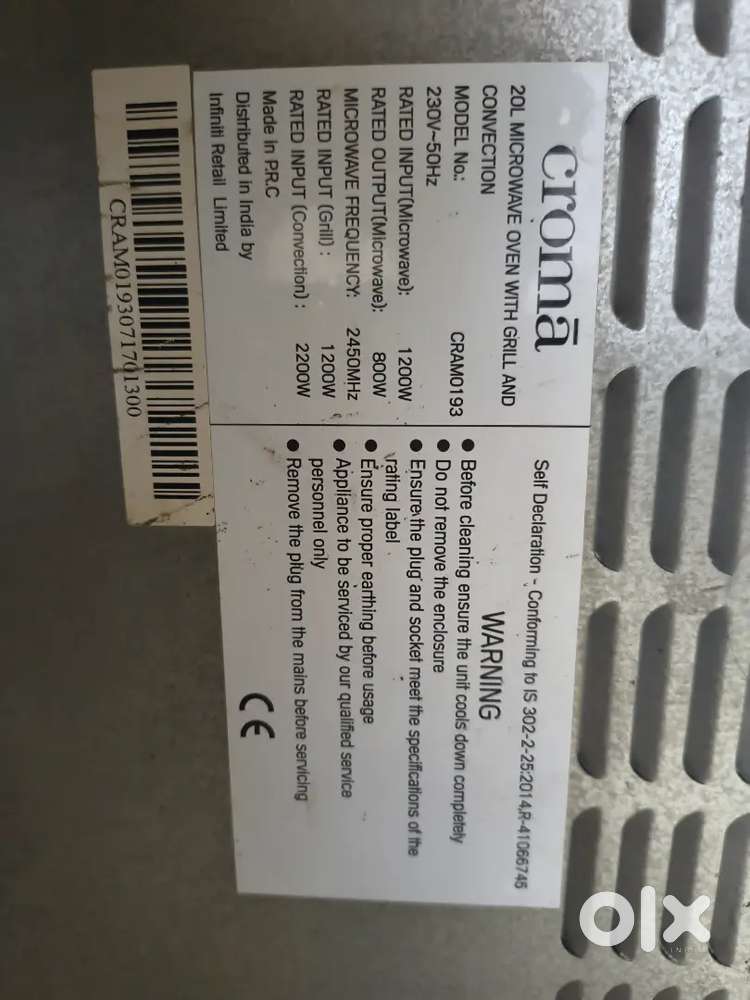 cromā
20L MICROWAVE OVEN WITH GRILL AND
CONVECTION
MODEL No.: CRAM0193
230V~50Hz
RATED INPUT(Microwave): 1200W
RATED OUTPUT(Microwave): 800W
MICROWAVE FREQUENCY: 2450MHz
RATED INPUT (Grill) : 1200W
RATED INPUT (Convection) : 2200W
Made in P.R.C
Distributed in India by
Infiniti Retail Limited
Self Declaration - Conforming to IS 302-2-25:2014,R-41066746
WARNING
● Before cleaning ensure the unit cools down completely
● Do not remove the enclosure
● Ensure the plug and socket meet the specifications of the
rating label
● Ensure proper earthing before usage
● Appliance to be serviced by our qualified service
personnel only
● Remove the plug from the mains before servicing
CE
CRAM0193071701300
olx
INDIA